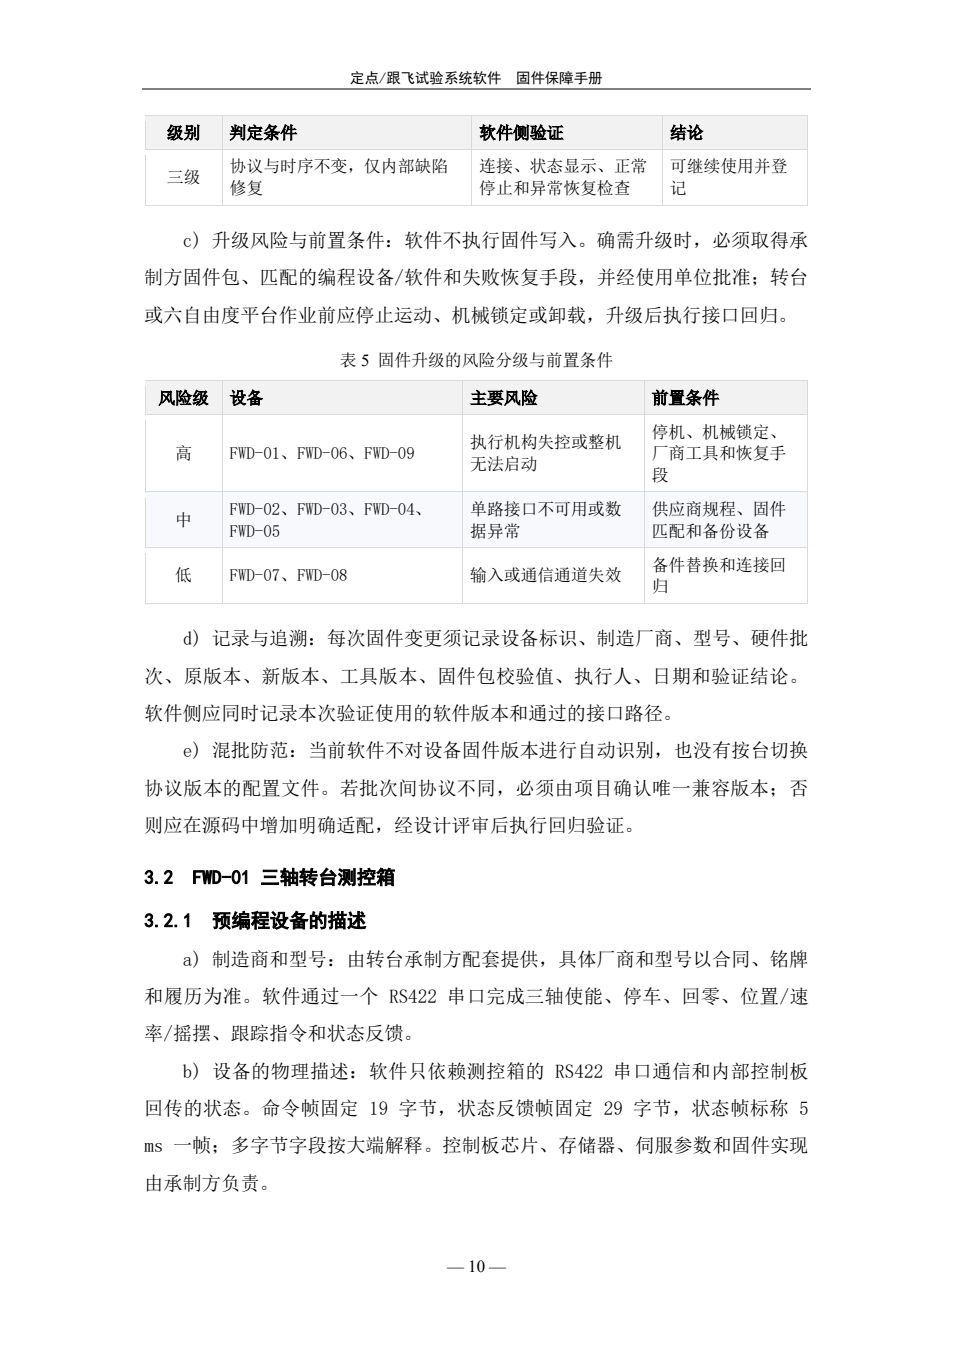 定点/跟飞试验系统软件　固件保障手册
级别 判定条件 软件侧验证 结论
三级 协议与时序不变，仅内部缺陷修复 连接、状态显示、正常停止和异常恢复检查 可继续使用并登记
c) 升级风险与前置条件：软件不执行固件写入。确需升级时，必须取得承
制方固件包、匹配的编程设备/软件和失败恢复手段，并经使用单位批准；转台
或六自由度平台作业前应停止运动、机械锁定或卸载，升级后执行接口回归。
表 5 固件升级的风险分级与前置条件
风险级 设备 主要风险 前置条件
高 FWD-01、FWD-06、FWD-09 执行机构失控或整机无法启动 停机、机械锁定、厂商工具和恢复手段
中 FWD-02、FWD-03、FWD-04、FWD-05 单路接口不可用或数据异常 供应商规程、固件匹配和备份设备
低 FWD-07、FWD-08 输入或通信通道失效 备件替换和连接回归
d) 记录与追溯：每次固件变更须记录设备标识、制造厂商、型号、硬件批
次、原版本、新版本、工具版本、固件包校验值、执行人、日期和验证结论。
软件侧应同时记录本次验证使用的软件版本和通过的接口路径。
e) 混批防范：当前软件不对设备固件版本进行自动识别，也没有按台切换
协议版本的配置文件。若批次间协议不同，必须由项目确认唯一兼容版本；否
则应在源码中增加明确适配，经设计评审后执行回归验证。
3.2 FWD-01 三轴转台测控箱
3.2.1 预编程设备的描述
a) 制造商和型号：由转台承制方配套提供，具体厂商和型号以合同、铭牌
和履历为准。软件通过一个 RS422 串口完成三轴使能、停车、回零、位置/速
率/摇摆、跟踪指令和状态反馈。
b) 设备的物理描述：软件只依赖测控箱的 RS422 串口通信和内部控制板
回传的状态。命令帧固定 19 字节，状态反馈帧固定 29 字节，状态帧标称 5
ms 一帧；多字节字段按大端解释。控制板芯片、存储器、伺服参数和固件实现
由承制方负责。
— 10 —